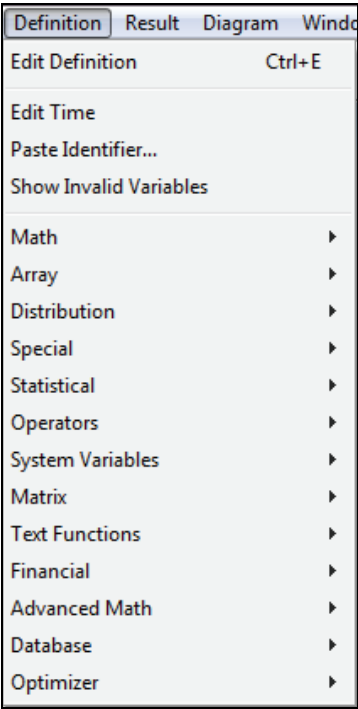 Definition Result Diagram
Edit Definition Ctrl+E
Edit Time
Paste Identifier...
Show Invalid Variables
Math
Array
Distribution
Special
Statistical
Operators
System Variables
Matrix
Text Functions
Financial
Advanced Math
Database
Optimizer